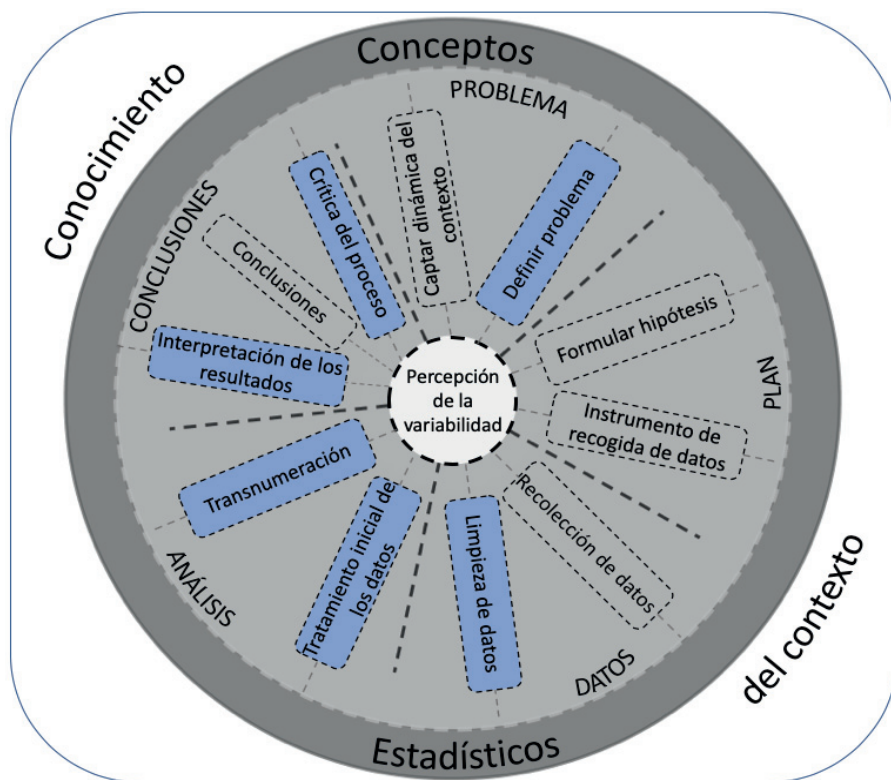 Conceptos
Conocimiento
PROBLEMA
Captar dinámica del
contexto
Definir problema
PLAN
Formular hipótesis
Instrumento de
recogida de datos
del contexto
DATOS
Recolección de datos
Limpieza de datos
Estadísticos
ANÁLISIS
Tratamiento inicial de
los datos
Transnumeración
CONCLUSIONES
Interpretación de los
resultados
Conclusiones
Crítica del proceso
Percepción
de la
variabilidad